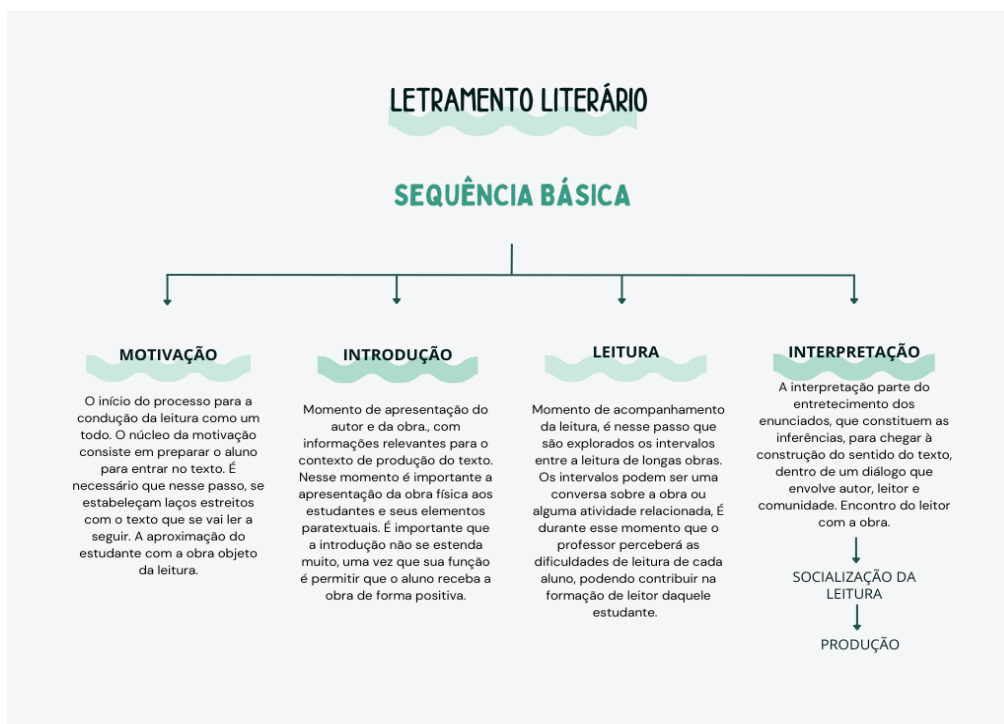 LETRAMENTO LITERÁRIO
SEQUÊNCIA BÁSICA
MOTIVAÇÃO
O início do processo para a
condução da leitura como um
todo. O núcleo da motivação
consiste em preparar o aluno
para entrar no texto. É
necessário que nesse passo, se
estabeleçam laços estreitos
com o texto que se vai ler a
seguir. A aproximação do
estudante com a obra objeto
da leitura.
INTRODUÇÃO
Momento de apresentação do
autor e da obra., com
informações relevantes para o
contexto de produção do texto.
Nesse momento é importante a
apresentação da obra física aos
estudantes e seus elementos
paratextuais. É importante que
a introdução não se estenda
muito, uma vez que sua função
é permitir que o aluno receba a
obra de forma positiva.
LEITURA
Momento de acompanhamento
da leitura, é nesse passo que
são explorados os intervalos
entre a leitura de longas obras.
Os intervalos podem ser uma
conversa sobre a obra ou
alguma atividade relacionada, É
durante esse momento que o
professor perceberá as
dificuldades de leitura de cada
aluno, podendo contribuir na
formação de leitor daquele
estudante.
INTERPRETAÇÃO
A interpretação parte do
entretecimento dos
enunciados, que constituem as
inferências, para chegar à
construção do sentido do texto,
dentro de um diálogo que
envolve autor, leitor e
comunidade. Encontro do leitor
com a obra.
SOCIALIZAÇÃO DA
LEITURA
PRODUÇÃO